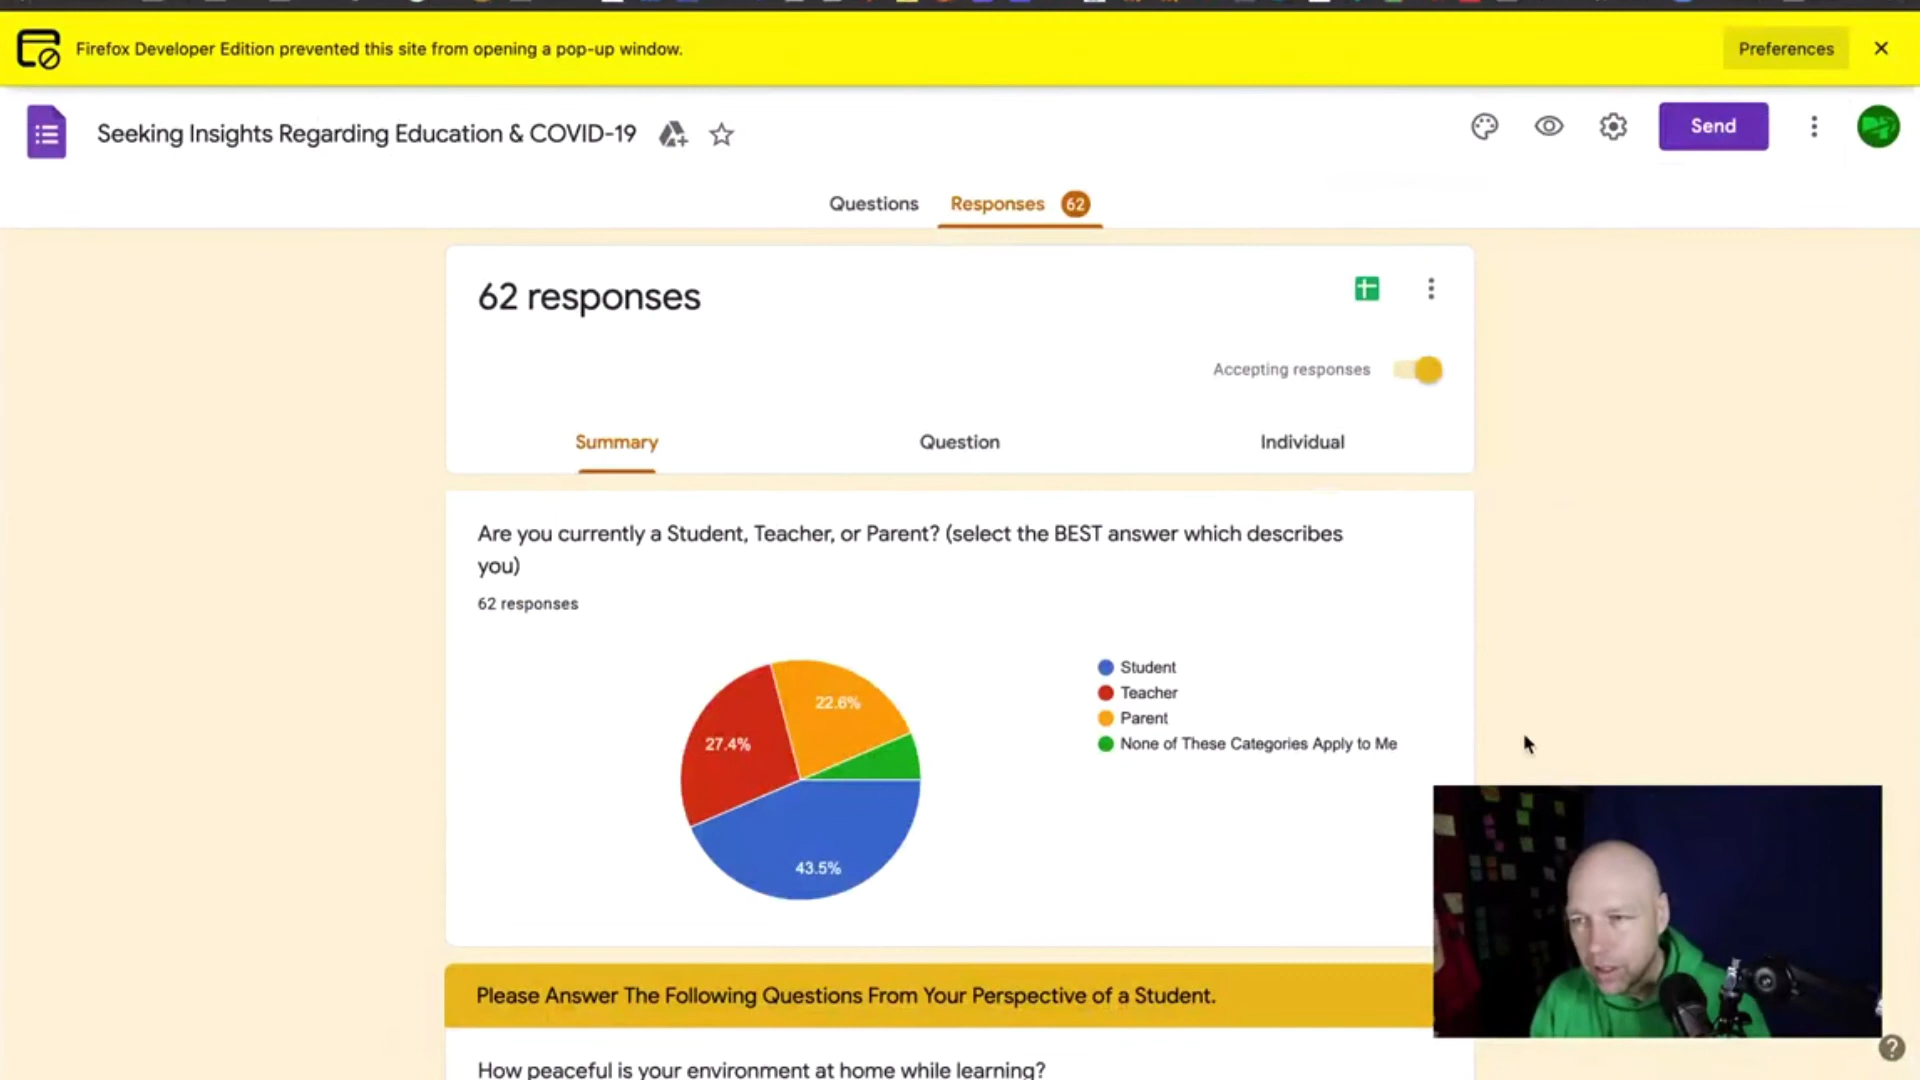 Firefox Developer Edition prevented this site from opening a pop-up window.
Preferences
Seeking Insights Regarding Education & COVID-19
Send
Questions
Responses 62
62 responses
Accepting responses
Summary
Question
Individual
Are you currently a Student, Teacher, or Parent? (select the BEST answer which describes
you)
62 responses
22.6%
27.4%
43.5%
Student
Teacher
Parent
None of These Categories Apply to Me
Please Answer The Following Questions From Your Perspective of a Student.
How peaceful is your environment at home while learning?